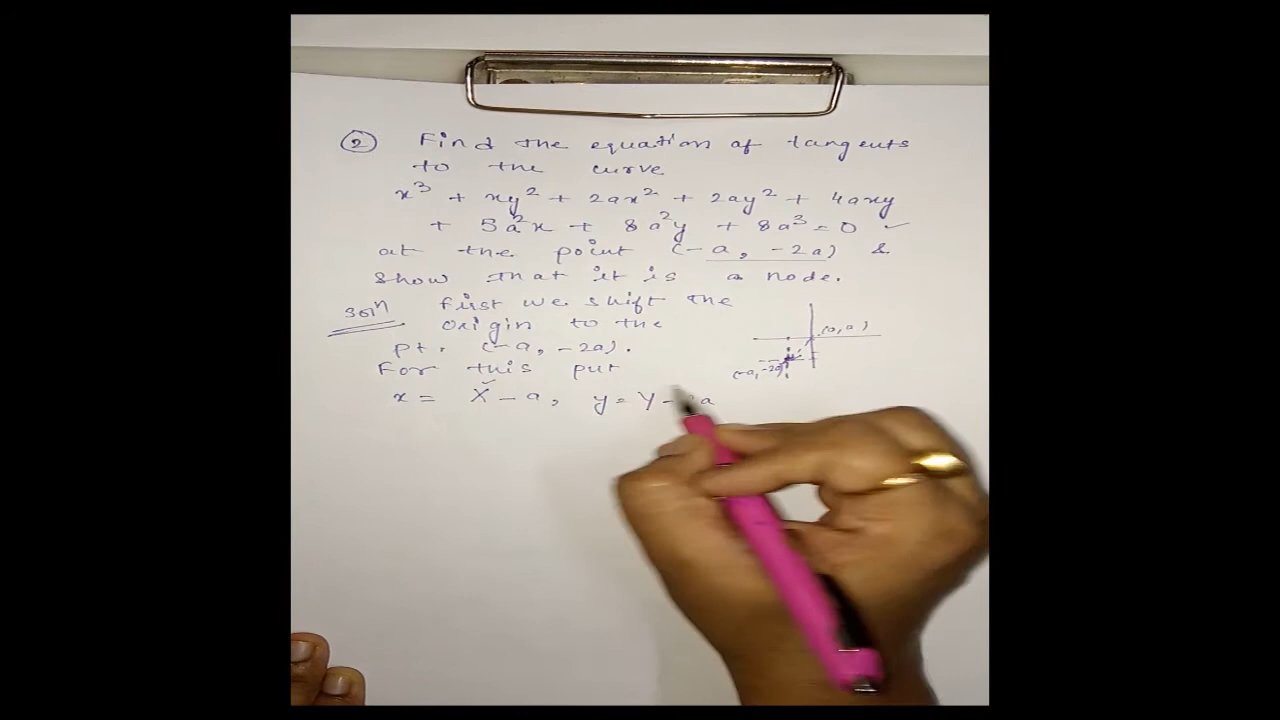 ② Find the equation of tangents
to the curve
x³ + xy² + 2ax² + 2ay² + 4axy
+ 5a²x + 8a²y + 8a³ = 0 ✓
at the point (-a, -2a) &
show that it is a node.
Solⁿ First we shift the
origin to the
pt. (-a, -2a).
For this put
x = X - a, y = Y - 2a
(0,0)
(-a, -2a)